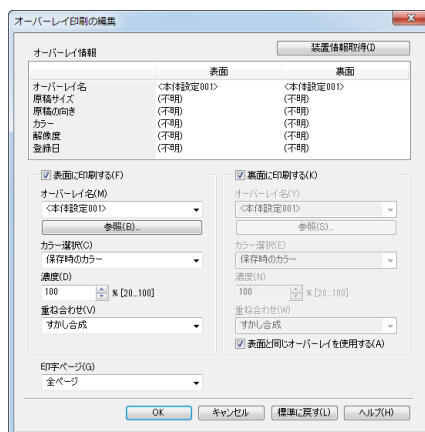 オーバーレイ印刷の編集
オーバーレイ情報
装置情報取得(I)
表面 裏面
オーバーレイ名 <本体設定001> <本体設定001>
原稿サイズ (不明) (不明)
原稿の向き (不明) (不明)
カラー (不明) (不明)
解像度 (不明) (不明)
登録日 (不明) (不明)
表面に印刷する(F) 裏面に印刷する(K)
オーバーレイ名(M) オーバーレイ名(Y)
<本体設定001> <本体設定001>
参照(B)... 参照(S)...
カラー選択(C) カラー選択(E)
保存時のカラー 保存時のカラー
濃度(D) 濃度(N)
100 % [20...100] 100 % [20...100]
重ね合わせ(V) 重ね合わせ(W)
すかし合成 すかし合成
表面と同じオーバーレイを使用する(A)
印字ページ(G)
全ページ
OK キャンセル 標準に戻す(L) ヘルプ(H)